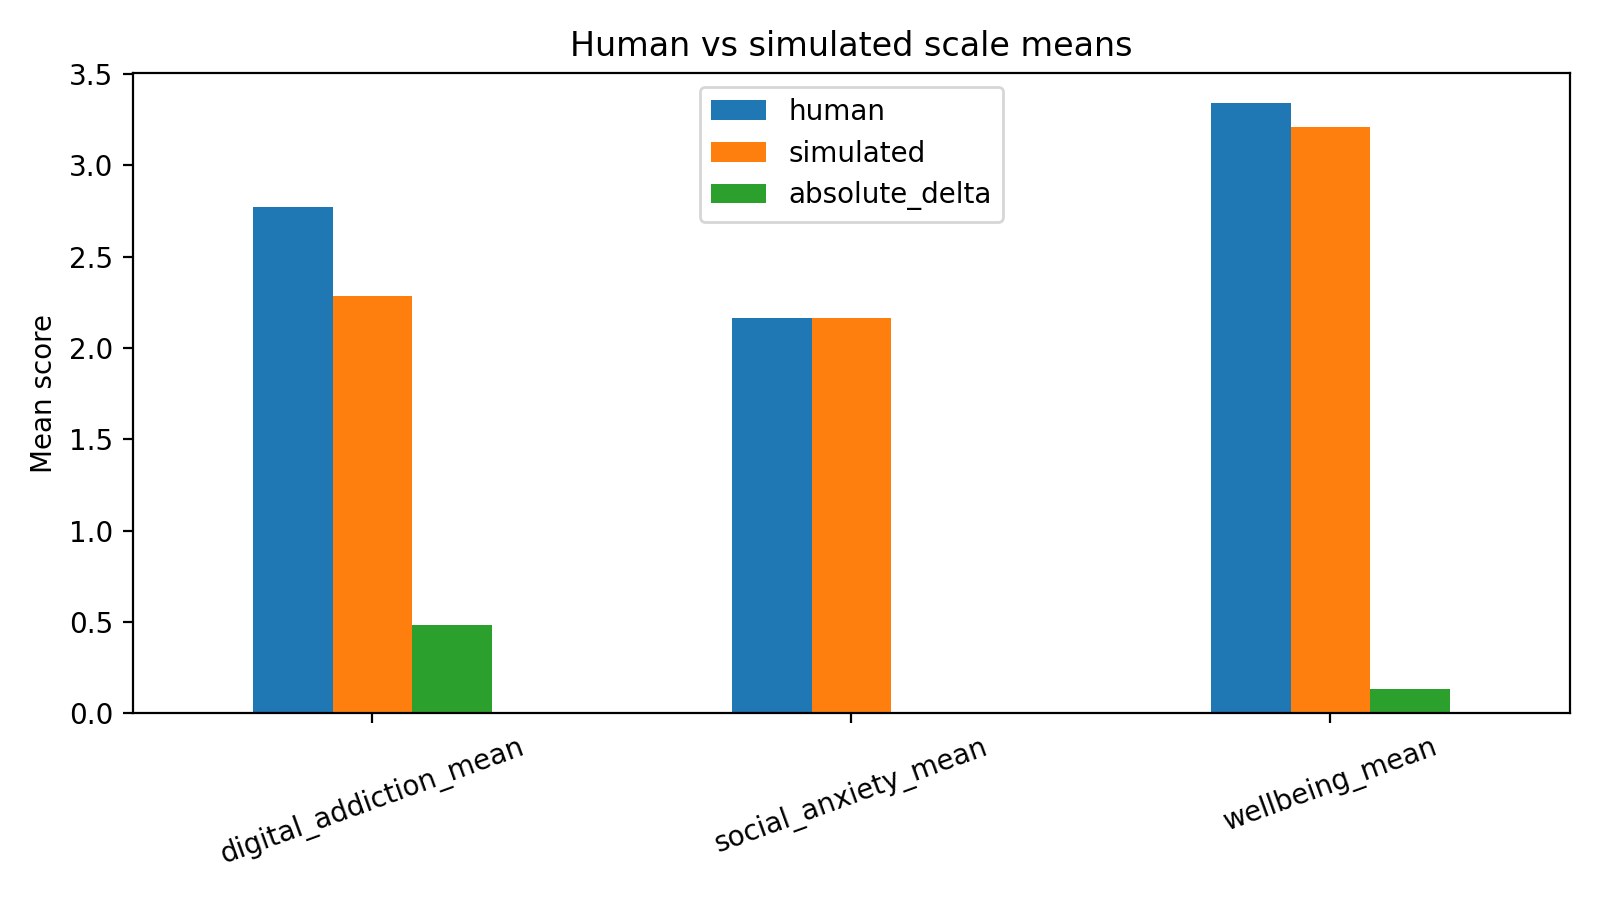 Human vs simulated scale means
human
simulated
absolute_delta
Mean score
3.5
3.0
2.5
2.0
1.5
1.0
0.5
0.0
digital_addiction_mean
social_anxiety_mean
wellbeing_mean